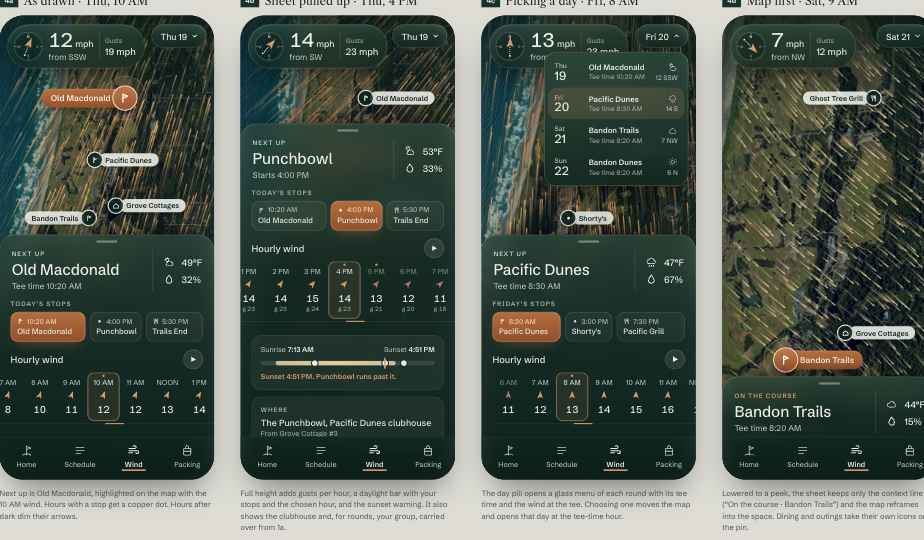 4a As drawn · Thu, 10 AM
12 mph
from SSW
Gusts
19 mph
Thu 19
Old Macdonald
Pacific Dunes
Grove Cottages
Bandon Trails
NEXT UP
Old Macdonald
Tee time 10:20 AM
49°F
32%
TODAY'S STOPS
10:20 AM
Old Macdonald
4:00 PM
Punchbowl
5:30 PM
Trails End
Hourly wind
7 AM 8 AM 9 AM 10 AM 11 AM NOON 1 PM
8 10 11 12 12 13 14
Home Schedule Wind Packing
Next up is Old Macdonald, highlighted on the map with the
10 AM wind. Hours with a stop get a copper dot. Hours after
dark dim their arrows.
Sheet pulled up · Thu, 4 PM
14 mph
from SW
Gusts
23 mph
Thu 19
Old Macdonald
NEXT UP
Punchbowl
Starts 4:00 PM
53°F
33%
TODAY'S STOPS
10:20 AM
Old Macdonald
4:00 PM
Punchbowl
5:30 PM
Trails End
Hourly wind
1 PM 2 PM 3 PM 4 PM 5 PM 6 PM 7 PM
14 14 15 14 13 12 11
g 23 g 23 g 24 g 23 g 21 g 20 g 18
Sunrise 7:13 AM
Sunset 4:51 PM
Sunset 4:51 PM. Punchbowl runs past it.
WHERE
The Punchbowl, Pacific Dunes clubhouse
From Grove Cottage #3
Home Schedule Wind Packing
Full height adds gusts per hour, a daylight bar with your
stops and the chosen hour, and the sunset warning. It also
shows the clubhouse and, for rounds, your group, carried
over from 1a.
Picking a day · Fri, 8 AM
13 mph
from S
Gusts
23 mph
Fri 20
Thu
19
Old Macdonald
Tee time 10:20 AM
12 SSW
Fri
20
Pacific Dunes
Tee time 8:30 AM
14 S
Sat
21
Bandon Trails
Tee time 8:20 AM
7 NW
Sun
22
Bandon Dunes
Tee time 8:20 AM
6 N
Shorty's
NEXT UP
Pacific Dunes
Tee time 8:30 AM
47°F
67%
FRIDAY'S STOPS
8:30 AM
Pacific Dunes
3:00 PM
Shorty's
7:30 PM
Pacific Grill
Hourly wind
6 AM 7 AM 8 AM 9 AM 10 AM 11 AM
11 12 13 14 15 16
Home Schedule Wind Packing
The day pill opens a glass menu of each round with its tee
time and the wind at the tee. Choosing one moves the map
and opens that day at the tee-time hour.
Map first · Sat, 9 AM
7 mph
from NW
Gusts
12 mph
Sat 21
Ghost Tree Grill
Grove Cottages
Bandon Trails
ON THE COURSE
Bandon Trails
Tee time 8:20 AM
44°F
15%
Home Schedule Wind Packing
Lowered to a peek, the sheet keeps only the context line
("On the course · Bandon Trails") and the map reframes
into the space. Dining and outings take their own icons on
the pin.